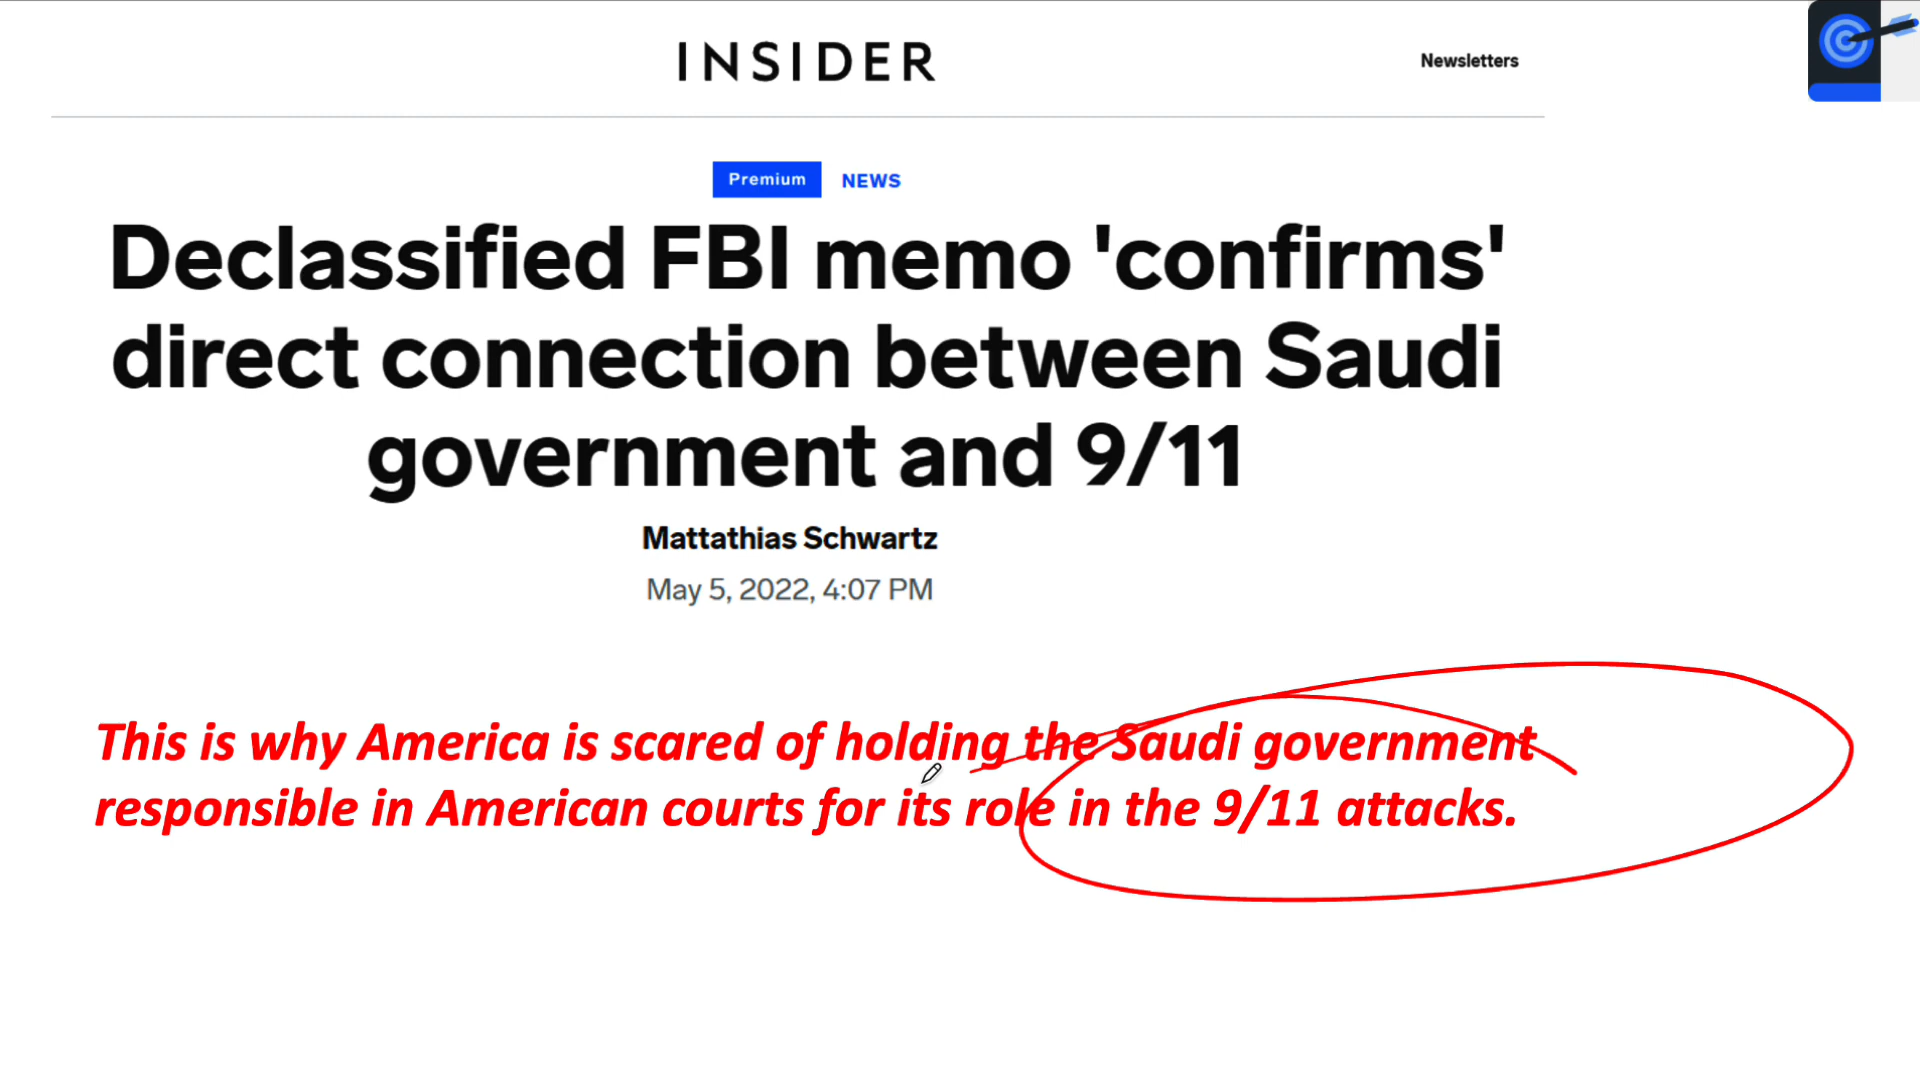 INSIDER
Newsletters
Premium NEWS
Declassified FBI memo 'confirms'
direct connection between Saudi
government and 9/11
Mattathias Schwartz
May 5, 2022, 4:07 PM
This is why America is scared of holding the Saudi government
responsible in American courts for its role in the 9/11 attacks.